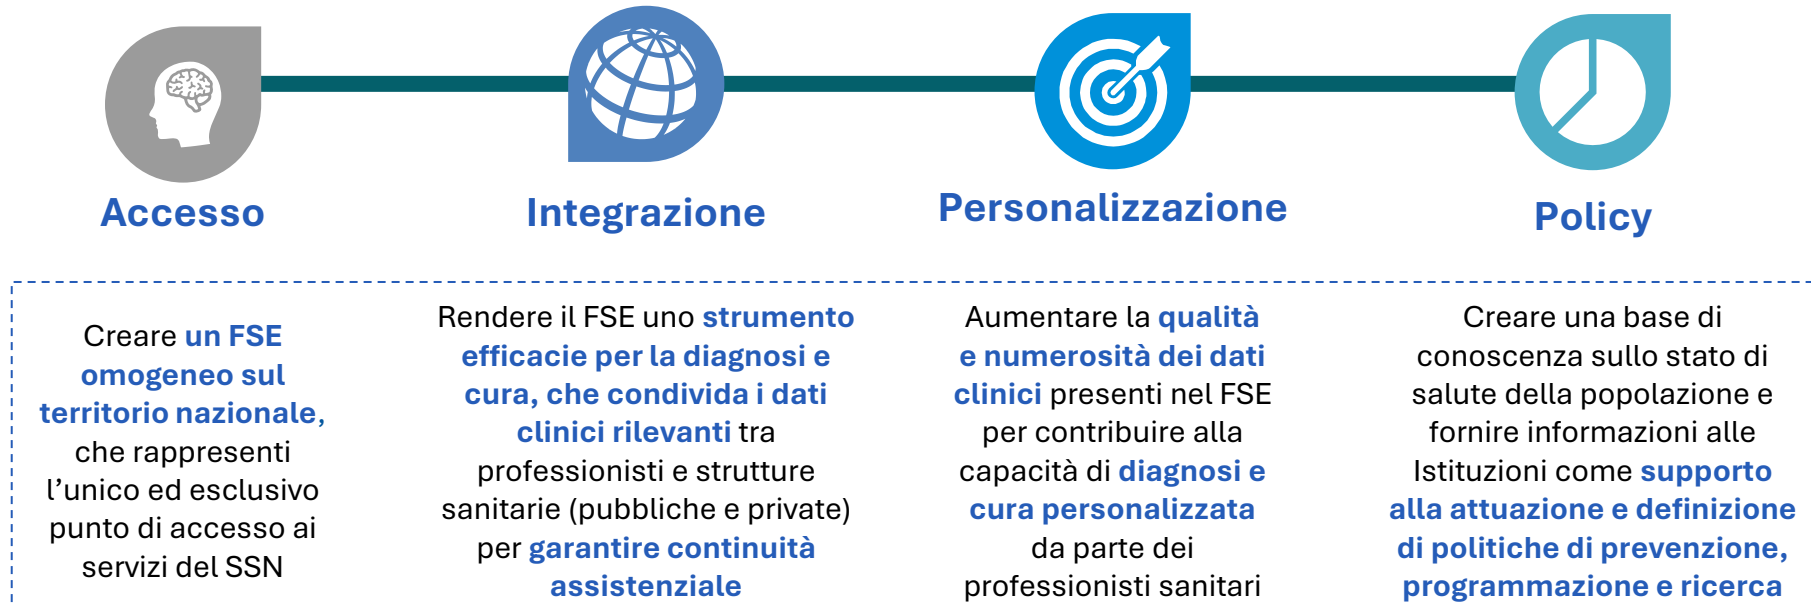 Accesso
Integrazione
Personalizzazione
Policy
Creare un FSE
omogeneo sul
territorio nazionale,
che rappresenti
l’unico ed esclusivo
punto di accesso ai
servizi del SSN
Rendere il FSE uno strumento
efficacie per la diagnosi e
cura, che condivida i dati
clinici rilevanti tra
professionisti e strutture
sanitarie (pubbliche e private)
per garantire continuità
assistenziale
Aumentare la qualità
e numerosità dei dati
clinici presenti nel FSE
per contribuire alla
capacità di diagnosi e
cura personalizzata
da parte dei
professionisti sanitari
Creare una base di
conoscenza sullo stato di
salute della popolazione e
fornire informazioni alle
Istituzioni come supporto
alla attuazione e definizione
di politiche di prevenzione,
programmazione e ricerca